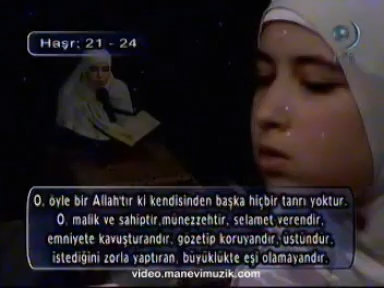 Haşr: 21 - 24
O, öyle bir Allah'tır ki kendisinden başka hiçbir tanrı yoktur.
O, malik ve sahiptir,münezzehtir, selamet verendir,
emniyete kavuşturandır, gözetip koruyandır, üstündür,
istediğini zorla yaptıran, büyüklükte eşi olamayandır.
video.manevimuzik.com